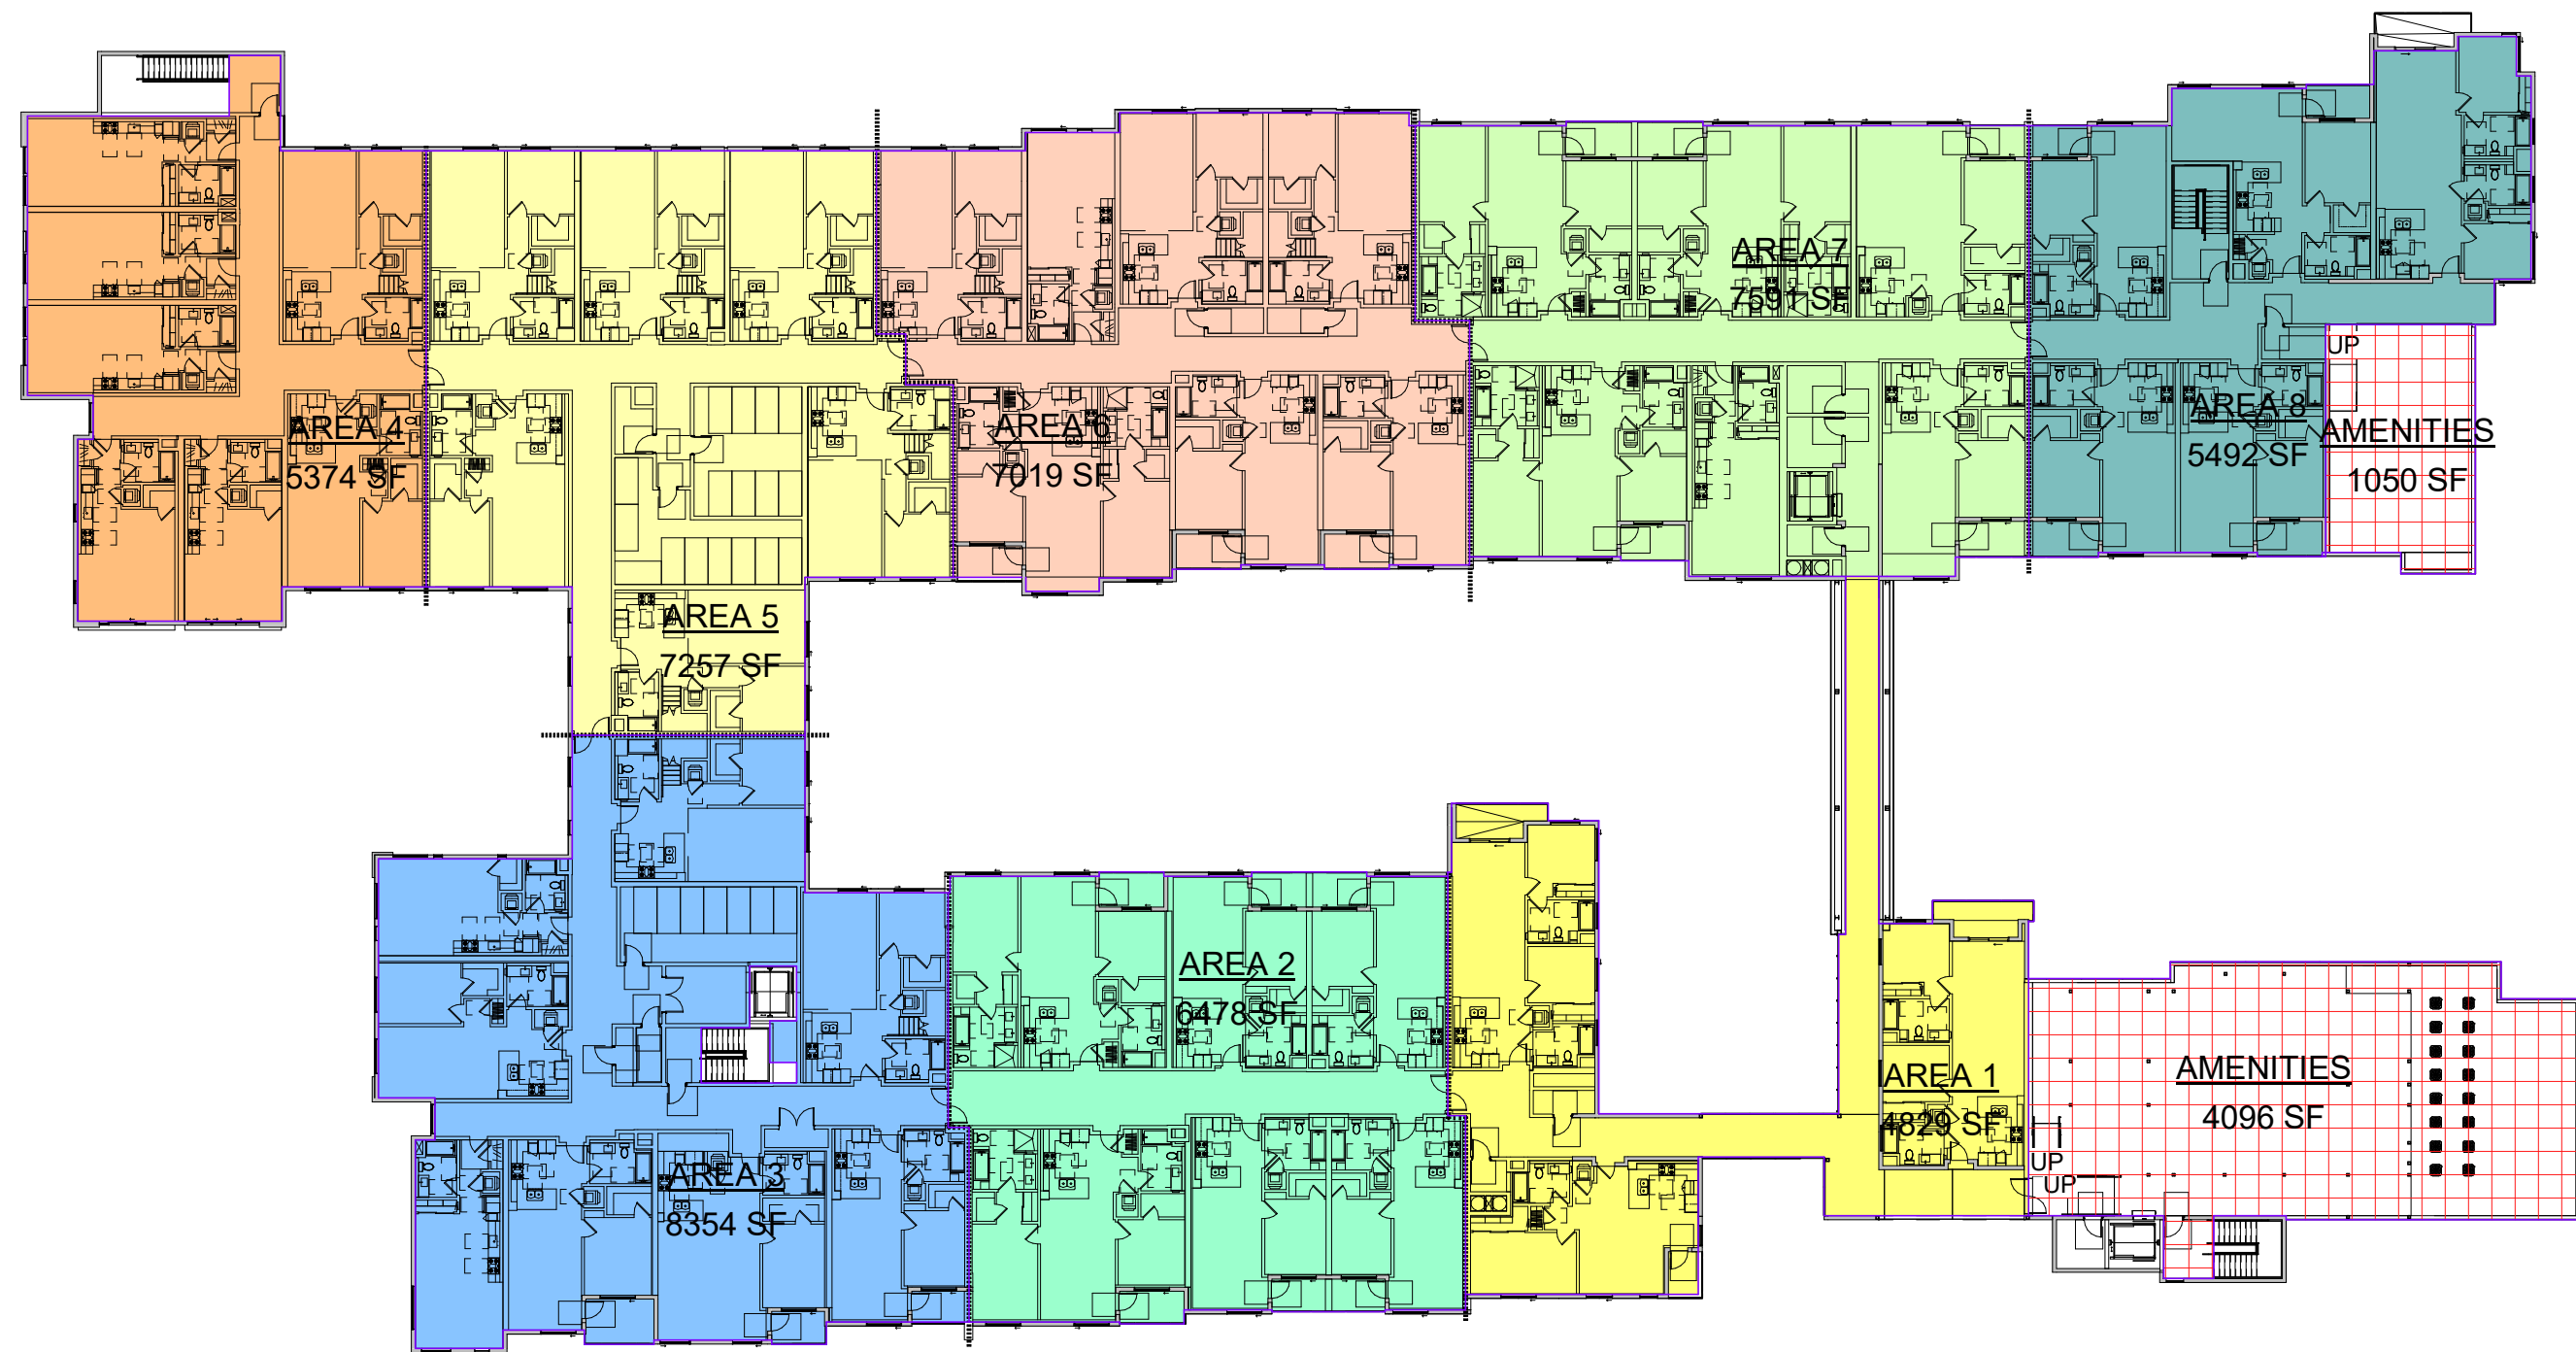 AREA 7
7591 SF
UP
AREA 4
5374 SF
AREA 6
7019 SF
AREA 8
5492 SF
AMENITIES
1050 SF
AREA 5
7257 SF
AREA 2
6478 SF
AREA 1
4829 SF
AMENITIES
4096 SF
UP
UP
AREA 3
8354 SF